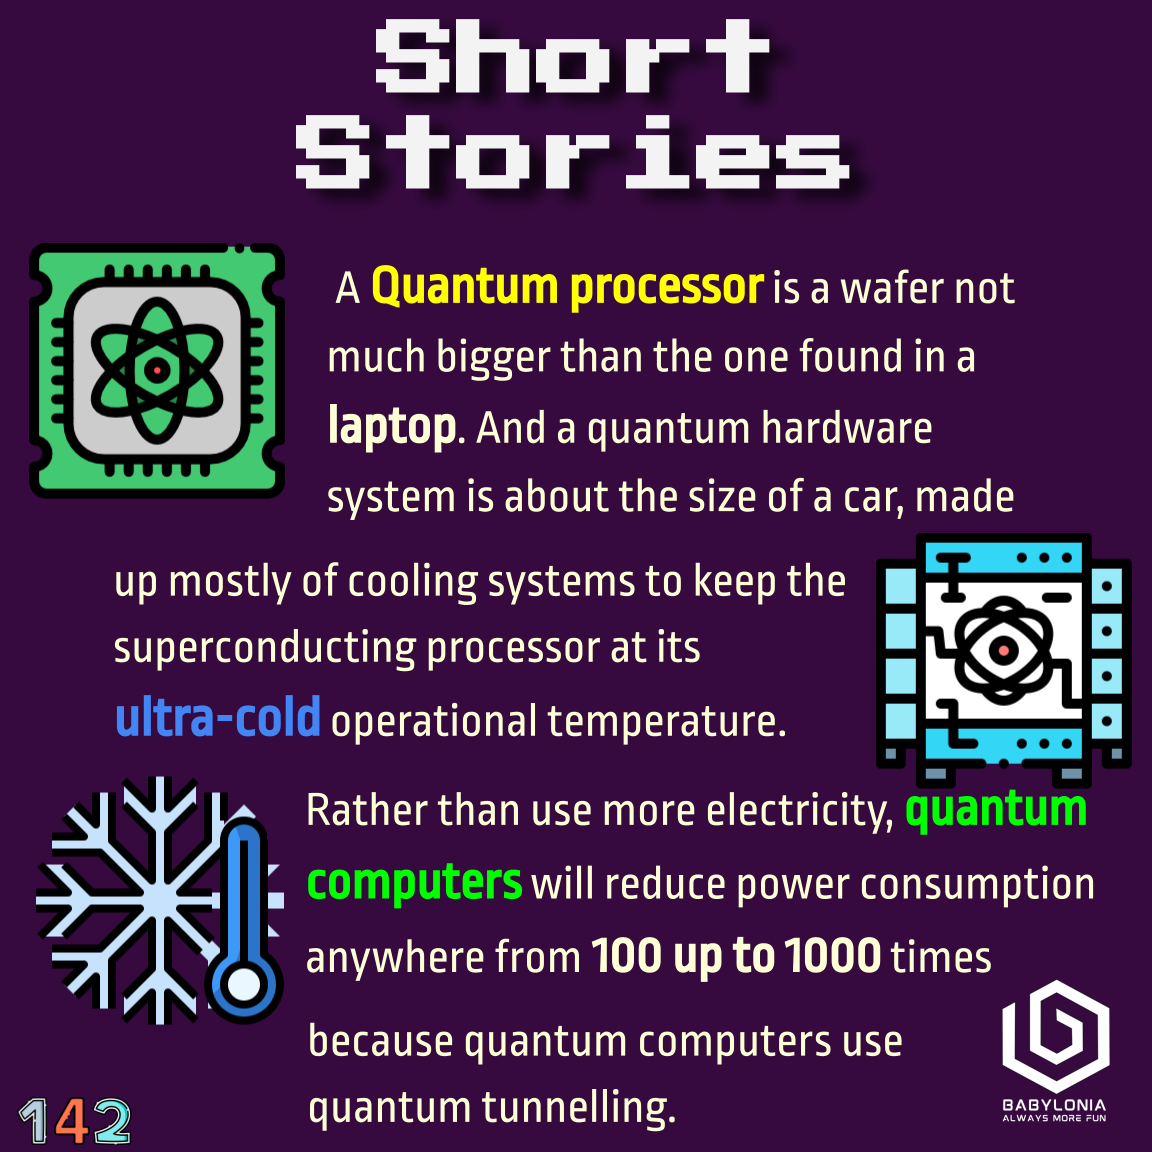 Short
Stories
A Quantum processor is a wafer not
much bigger than the one found in a
laptop. And a quantum hardware
system is about the size of a car, made
up mostly of cooling systems to keep the
superconducting processor at its
ultra-cold operational temperature.
Rather than use more electricity, quantum
computers will reduce power consumption
anywhere from 100 up to 1000 times
because quantum computers use
quantum tunnelling.
BABYLONIA
ALWAYS MORE FUN
142